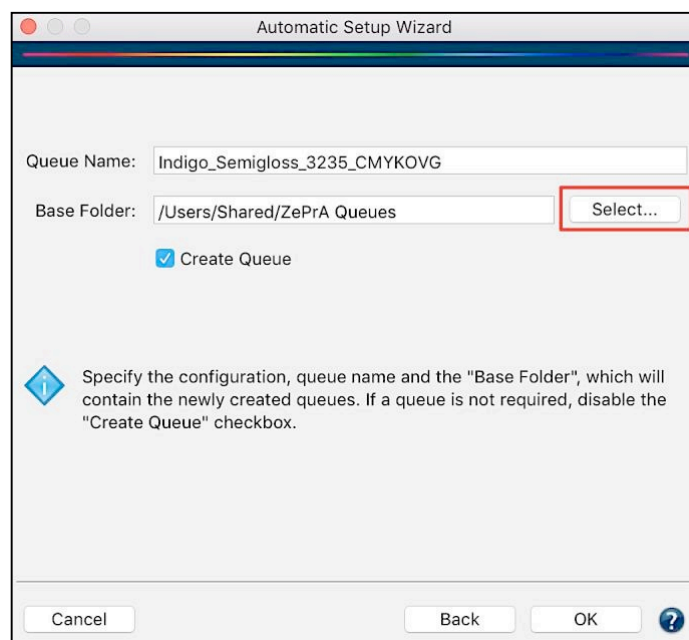 Automatic Setup Wizard
Queue Name: Indigo_Semigloss_3235_CMYKOVG
Base Folder: /Users/Shared/ZePrA Queues Select...
Create Queue
Specify the configuration, queue name and the "Base Folder", which will
contain the newly created queues. If a queue is not required, disable the
"Create Queue" checkbox.
Cancel Back OK ?